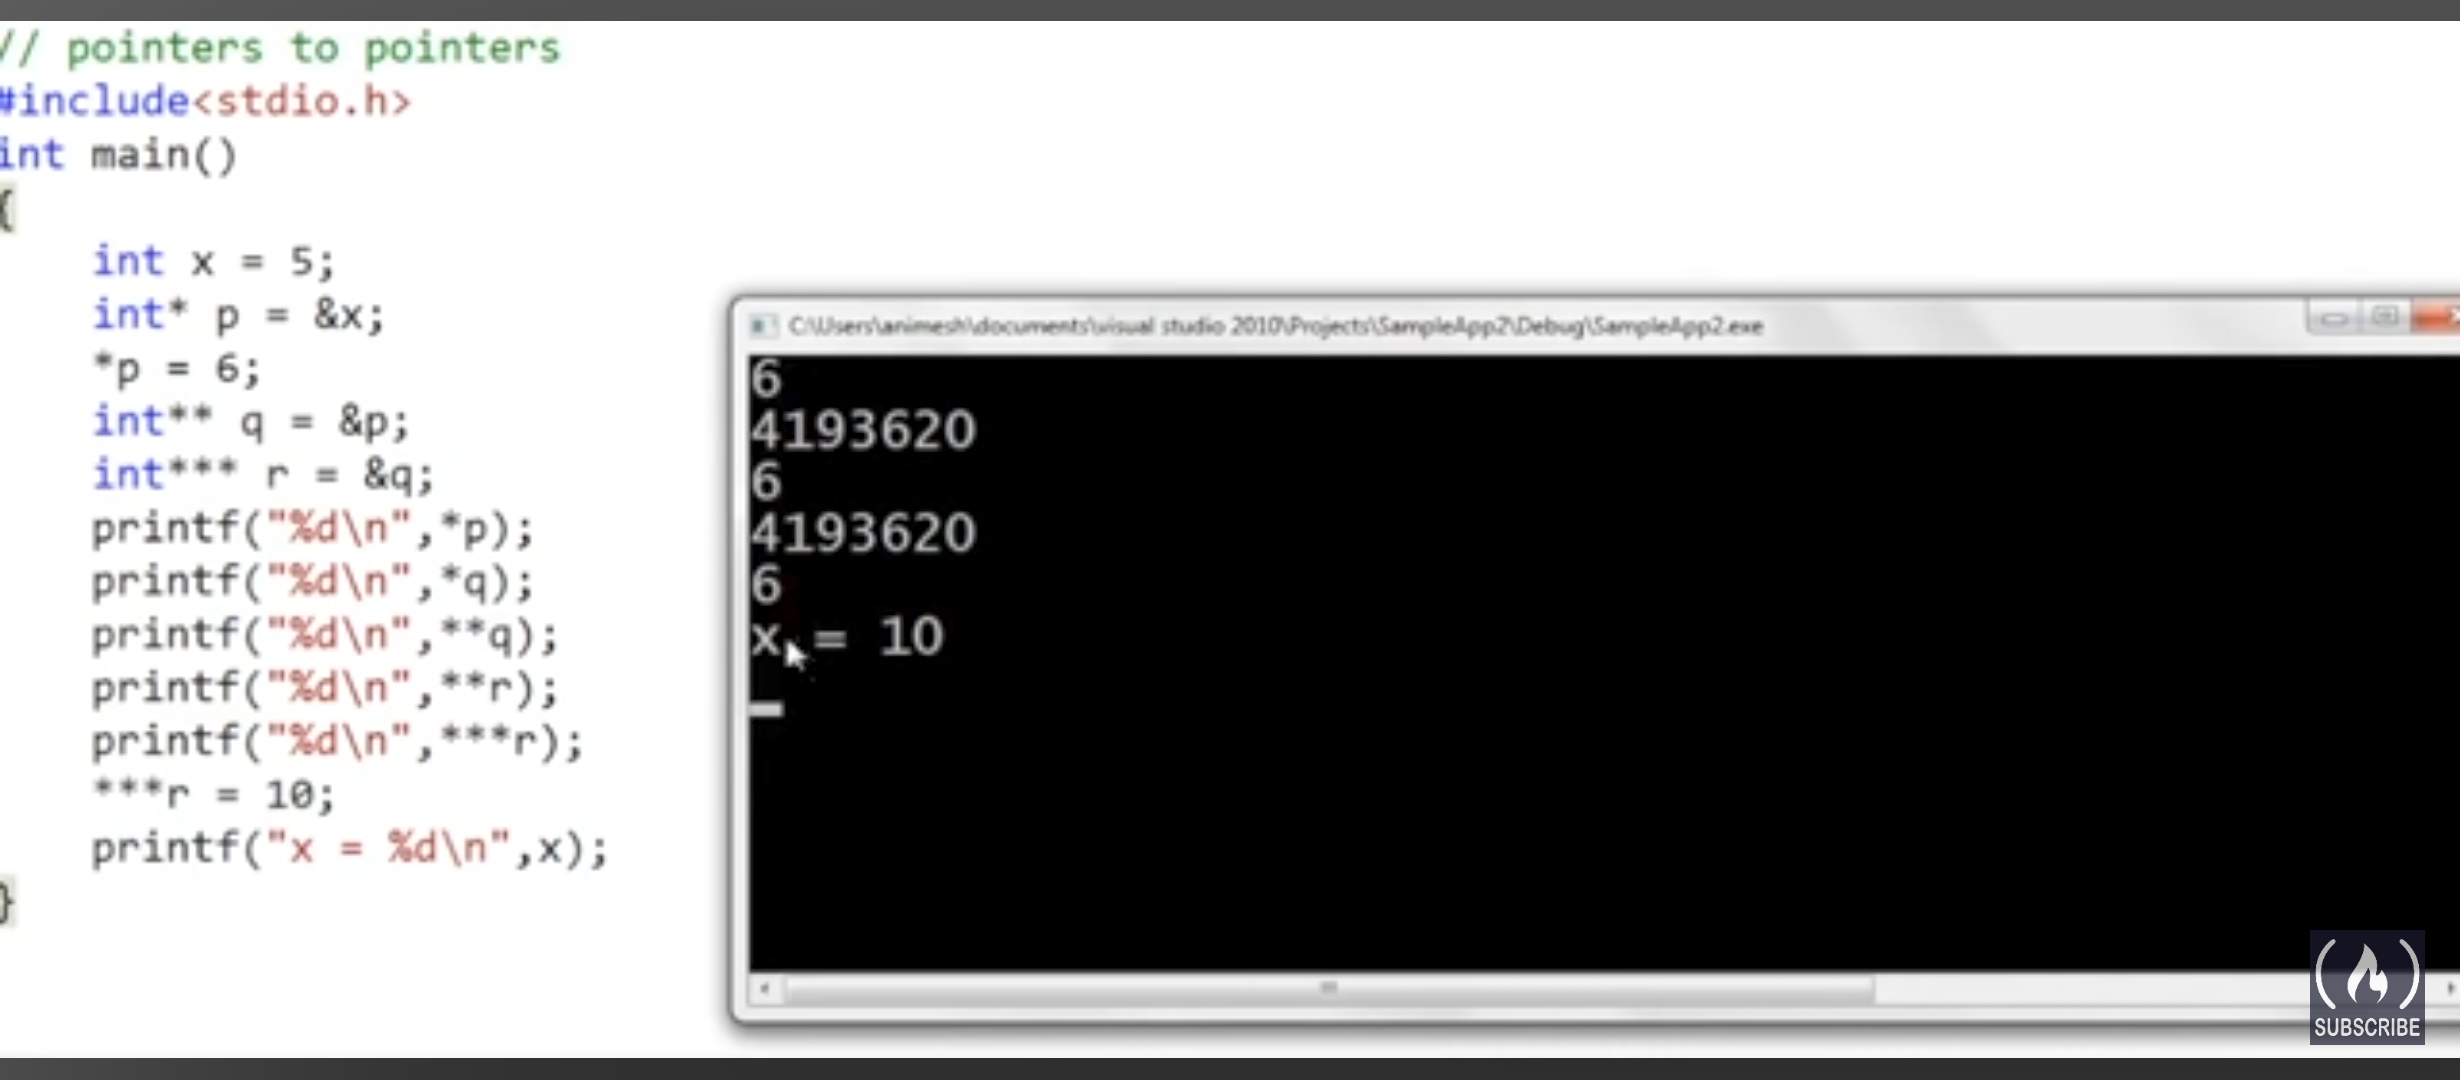 // pointers to pointers
#include<stdio.h>
int main()
{
int x = 5;
int* p = &x;
*p = 6;
int** q = &p;
int*** r = &q;
printf("%d\n",*p);
printf("%d\n",*q);
printf("%d\n",**q);
printf("%d\n",**r);
printf("%d\n",***r);
***r = 10;
printf("x = %d\n",x);
}
C:\Users\animesh\documents\visual studio 2010\Projects\SampleApp2\Debug\SampleApp2.exe
6
4193620
6
4193620
6
x = 10
SUBSCRIBE